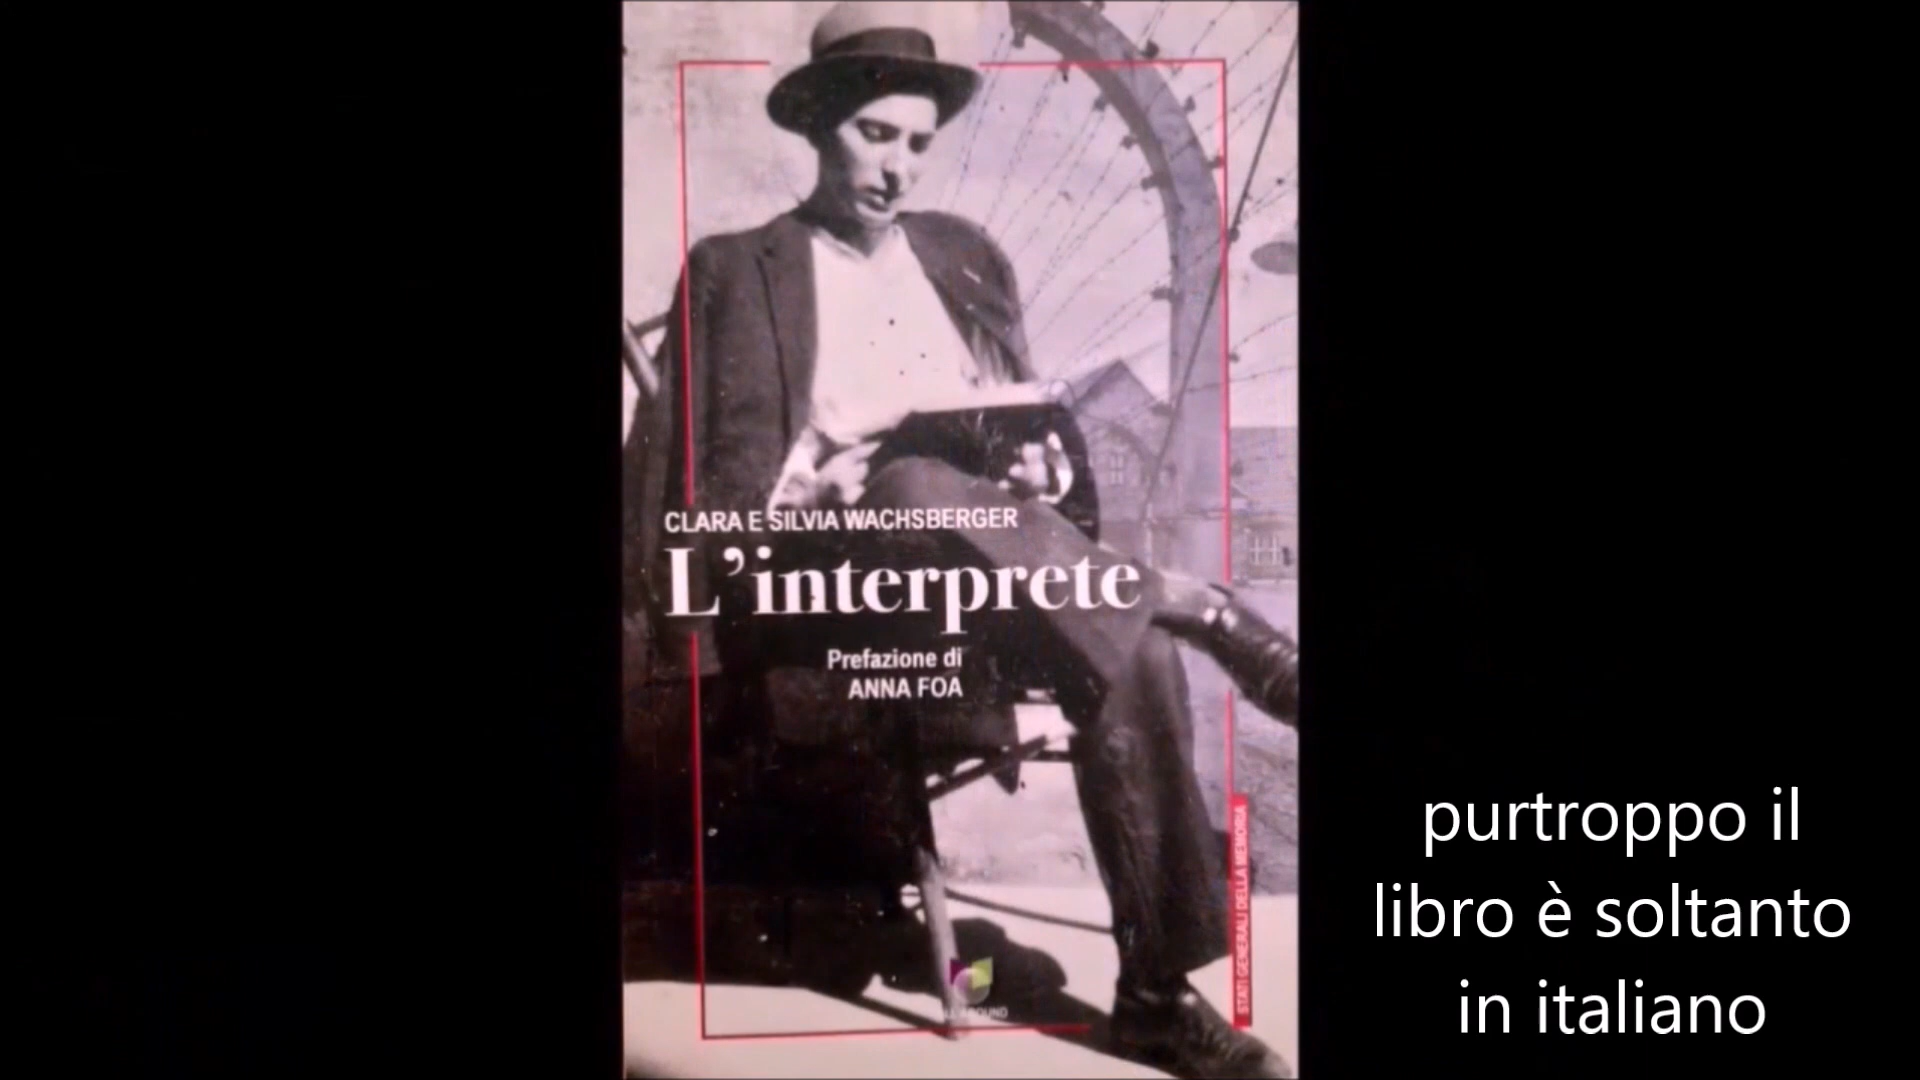 CLARA E SILVIA WACHSBERGER
L'interprete
Prefazione di
ANNA FOA
STATI GENERALI DELLA MEMORIA
purtroppo il
libro è soltanto
in italiano